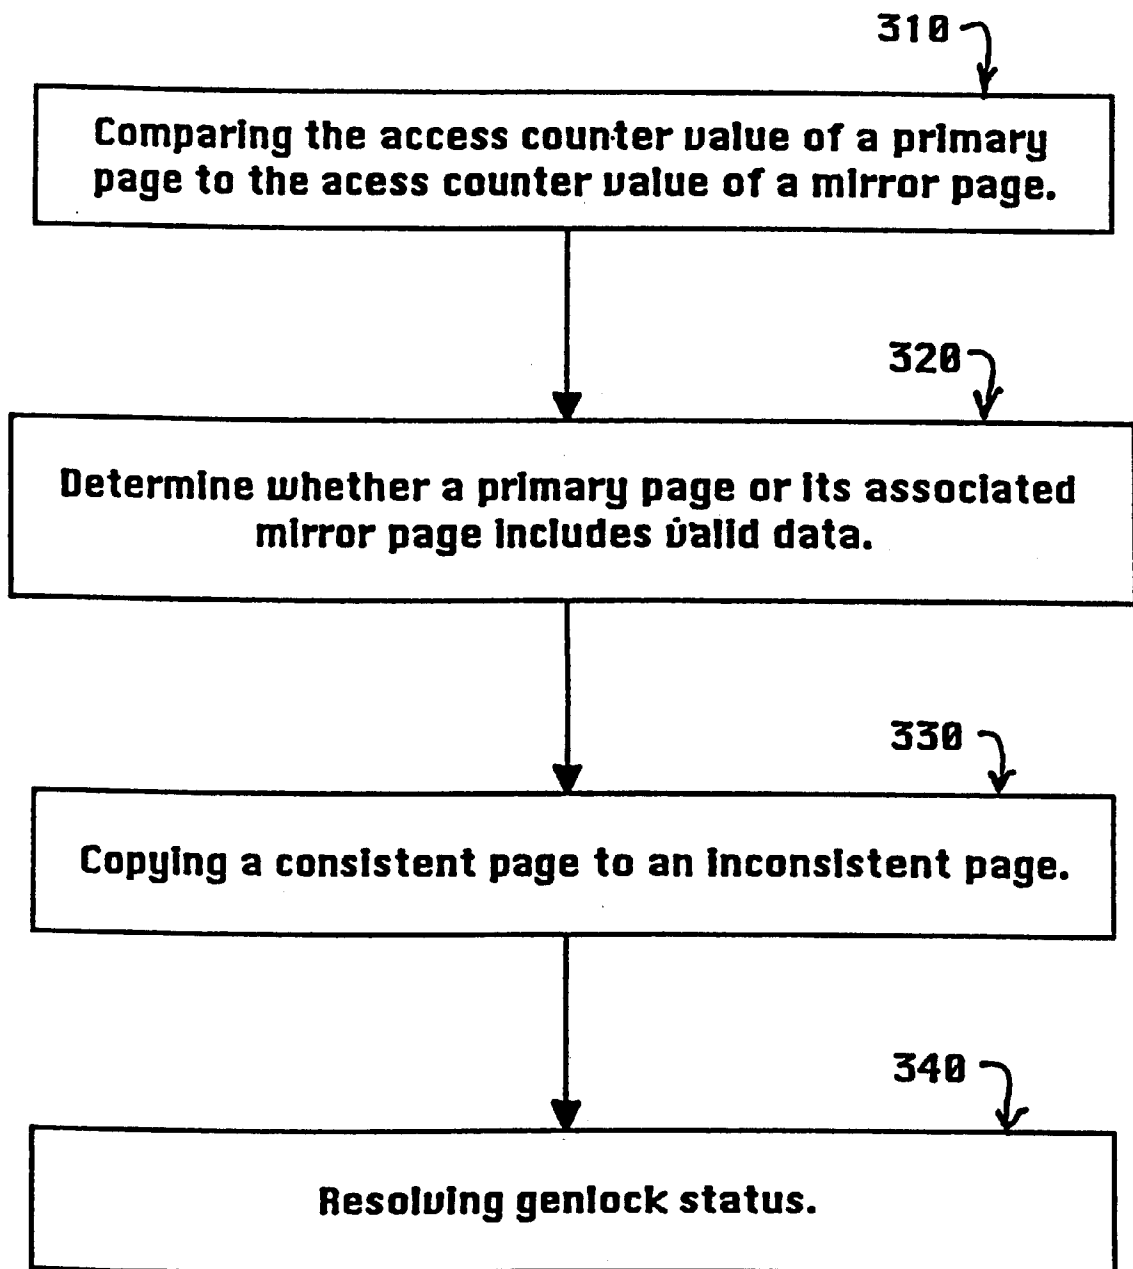 310
Comparing the access counter value of a primary
page to the acess counter value of a mirror page.
320
Determine whether a primary page or its associated
mirror page includes valid data.
330
Copying a consistent page to an inconsistent page.
340
Resolving genlock status.